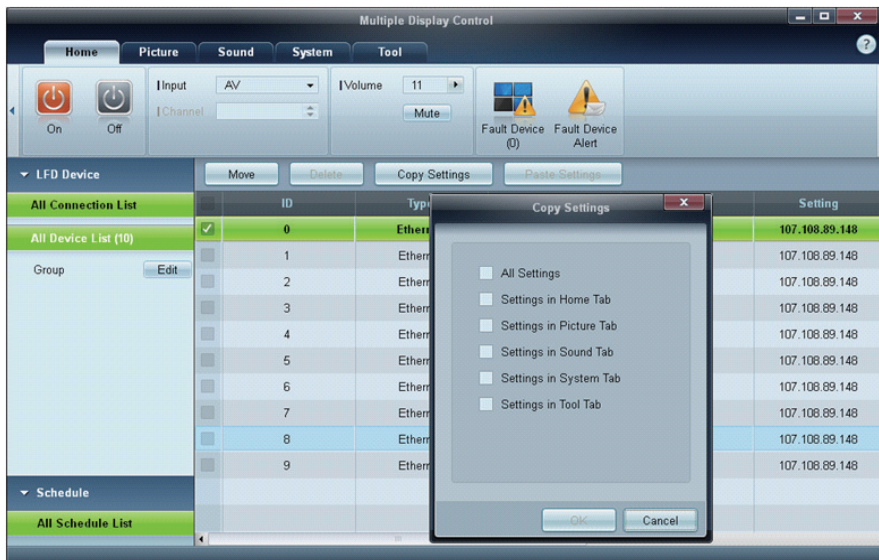 Multiple Display Control
Home Picture Sound System Tool
?
Input AV Volume 11
Channel Mute
On Off Fault Device Fault Device
(0) Alert
LFD Device Move Delete Copy Settings Paste Settings
All Connection List ID Type Copy Settings Setting
All Device List (10) 0 Ethern 107.108.89.148
1 Ethern 107.108.89.148
Group Edit 2 Ethern All Settings 107.108.89.148
3 Ethern Settings in Home Tab 107.108.89.148
4 Ethern Settings in Picture Tab 107.108.89.148
5 Ethern Settings in Sound Tab 107.108.89.148
6 Ethern Settings in System Tab 107.108.89.148
7 Ethern Settings in Tool Tab 107.108.89.148
8 Ethern 107.108.89.148
9 Ethern 107.108.89.148
Schedule
All Schedule List OK Cancel